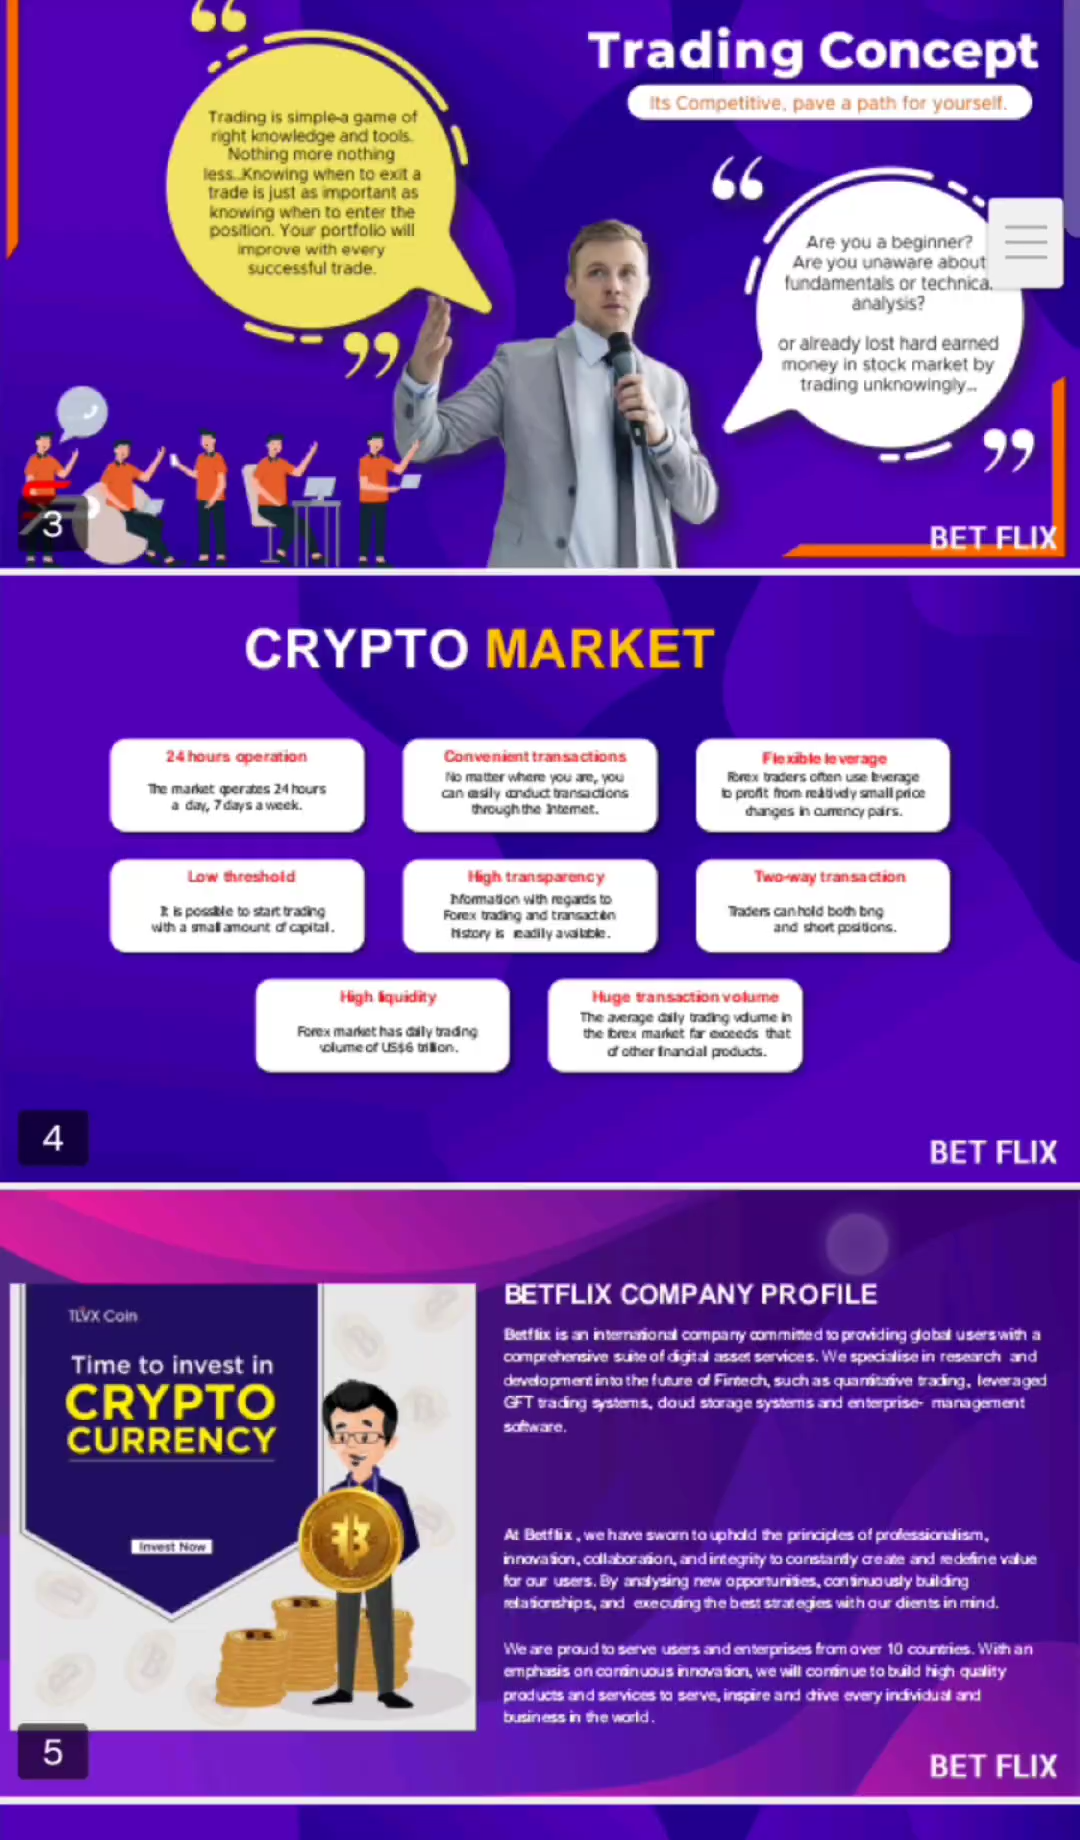 Trading Concept
Its Competitive, pave a path for yourself.
Trading is simple-a game of
right knowledge and tools.
Nothing more nothing
less..Knowing when to exit a
trade is just as important as
knowing when to enter the
position. Your portfolio will
improve with every
successful trade.
Are you a beginner?
Are you unaware about
fundamentals or technical
analysis?
or already lost hard earned
money in stock market by
trading unknowingly...
3
BET FLIX
CRYPTO MARKET
24 hours operation
The market operates 24 hours
a day, 7 days a week.
Convenient transactions
No matter where you are, you
can easily conduct transactions
through the Internet.
Flexible leverage
Forex traders often use leverage
to profit from relatively small price
changes in currency pairs.
Low threshold
It is possible to start trading
with a small amount of capital.
High transparency
Information with regards to
Forex trading and transaction
history is readily available.
Two-way transaction
Traders can hold both long
and short positions.
High liquidity
Forex market has daily trading
volume of US$6 trillion.
Huge transaction volume
The average daily trading volume in
the forex market far exceeds that
of other financial products.
4
BET FLIX
TLVX Coin
Time to invest in
CRYPTO
CURRENCY
Invest Now
BETFLIX COMPANY PROFILE
Betflix is an international company committed to providing global users with a
comprehensive suite of digital asset services. We specialise in research and
development into the future of Fintech, such as quantitative trading, leveraged
GFT trading systems, cloud storage systems and enterprise- management
software.
At Betflix , we have sworn to uphold the principles of professionalism,
innovation, collaboration, and integrity to constantly create and redefine value
for our users. By analysing new opportunities, continuously building
relationships, and executing the best strategies with our clients in mind.
We are proud to serve users and enterprises from over 10 countries. With an
emphasis on continuous innovation, we will continue to build high quality
products and services to serve, inspire and drive every individual and
business in the world.
5
BET FLIX